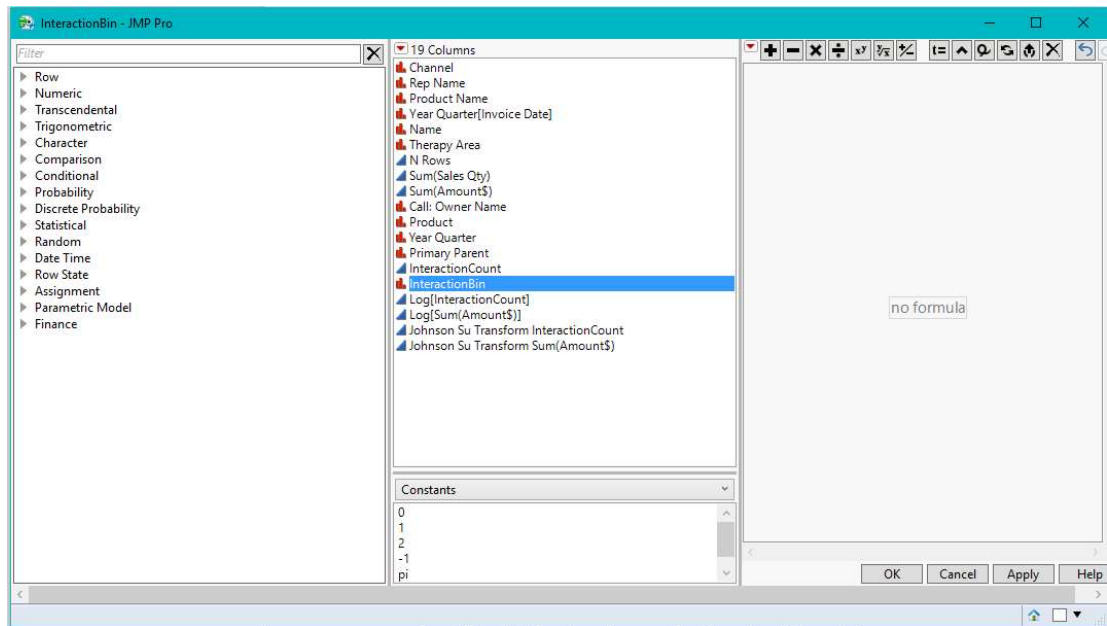 InteractionBin - JMP Pro
Filter
Row
Numeric
Transcendental
Trigonometric
Character
Comparison
Conditional
Probability
Discrete Probability
Statistical
Random
Date Time
Row State
Assignment
Parametric Model
Finance
19 Columns
Channel
Rep Name
Product Name
Year Quarter[Invoice Date]
Name
Therapy Area
N Rows
Sum(Sales Qty)
Sum(Amount$)
Call: Owner Name
Product
Year Quarter
Primary Parent
InteractionCount
InteractionBin
Log[InteractionCount]
Log[Sum(Amount$)]
Johnson Su Transform InteractionCount
Johnson Su Transform Sum(Amount$)
Constants
0
1
2
-1
pi
t=
no formula
OK Cancel Apply Help